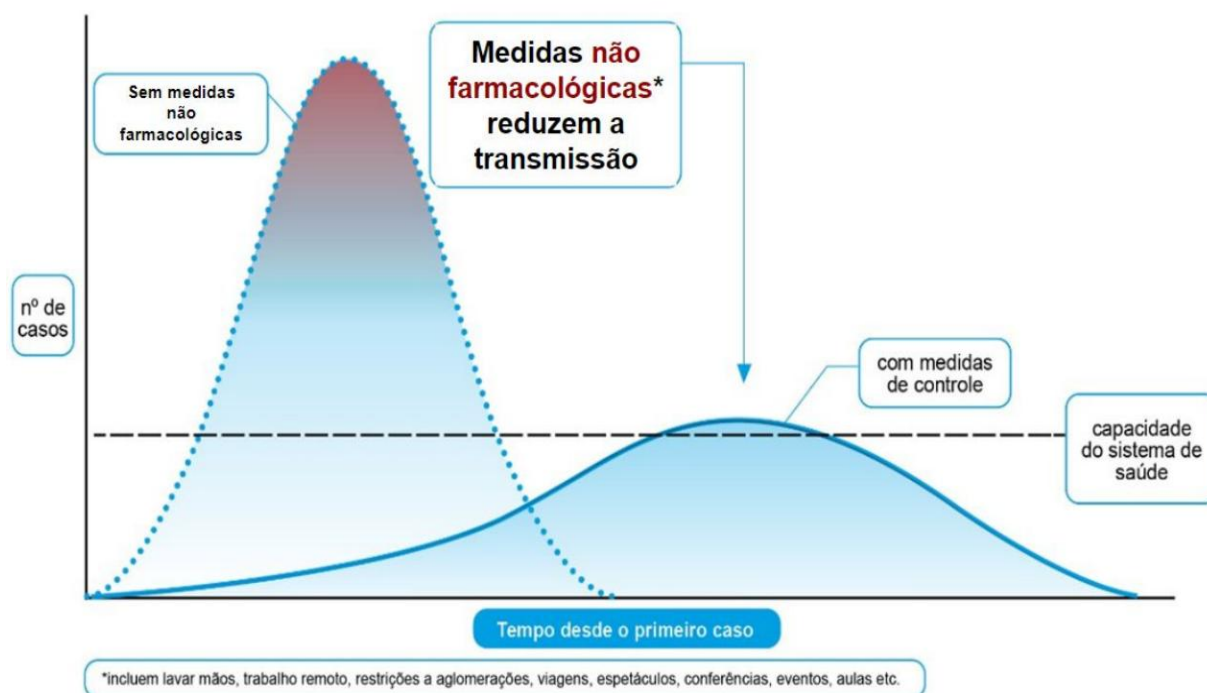 Sem medidas
não
farmacológicas
Medidas não
farmacológicas*
reduzem a
transmissão
nº de
casos
com medidas
de controle
capacidade
do sistema de
saúde
Tempo desde o primeiro caso
*incluem lavar mãos, trabalho remoto, restrições a aglomerações, viagens, espetáculos, conferências, eventos, aulas etc.